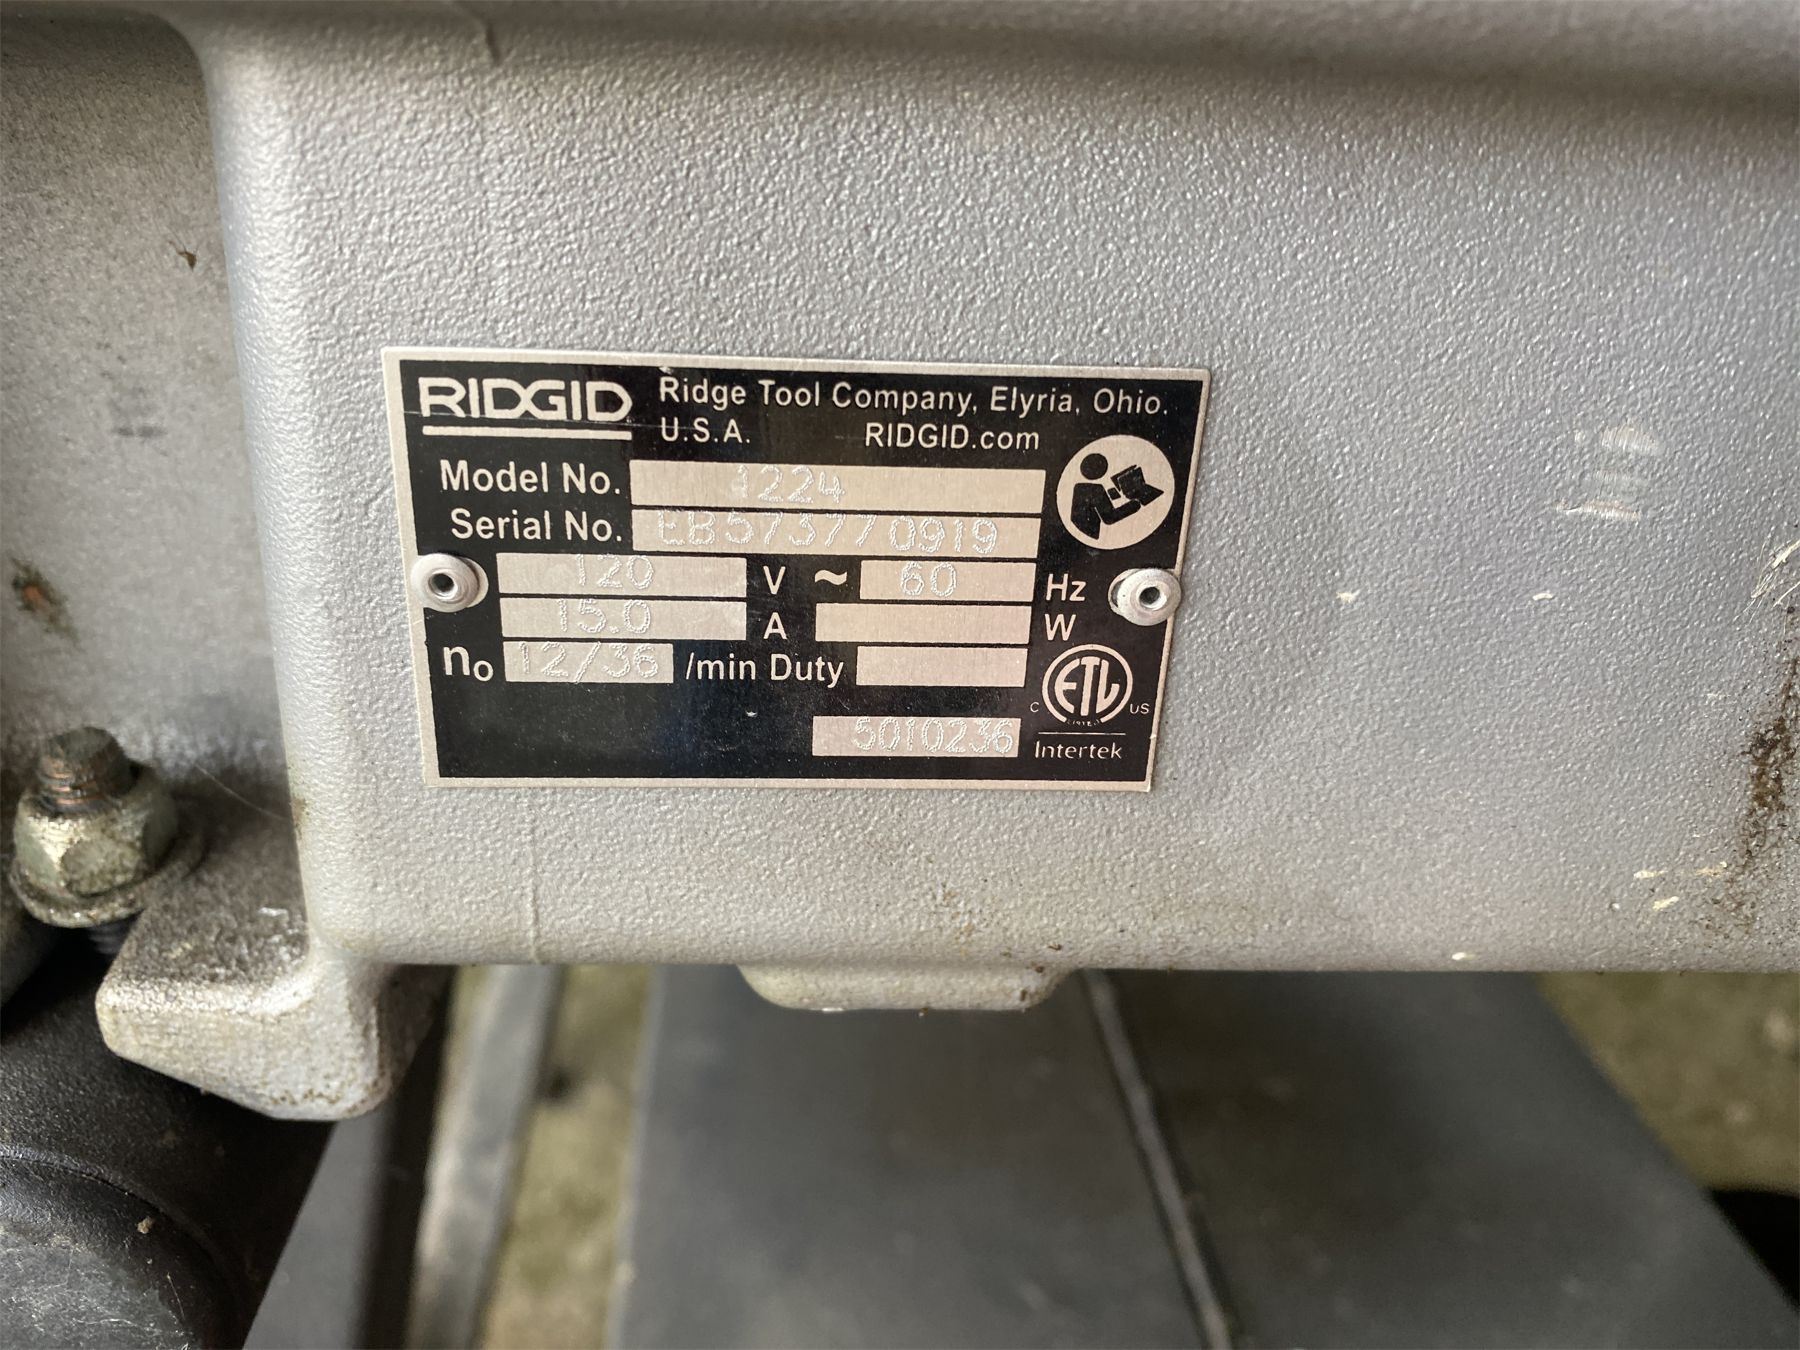 RIDGID Ridge Tool Company, Elyria, Ohio.
U.S.A. RIDGID.com
Model No. 1224
Serial No. EB573770919
120 V ~ 60 Hz
15.0 A W
no 12/36 /min Duty
5010236
ETL
LISTED
C US
Intertek